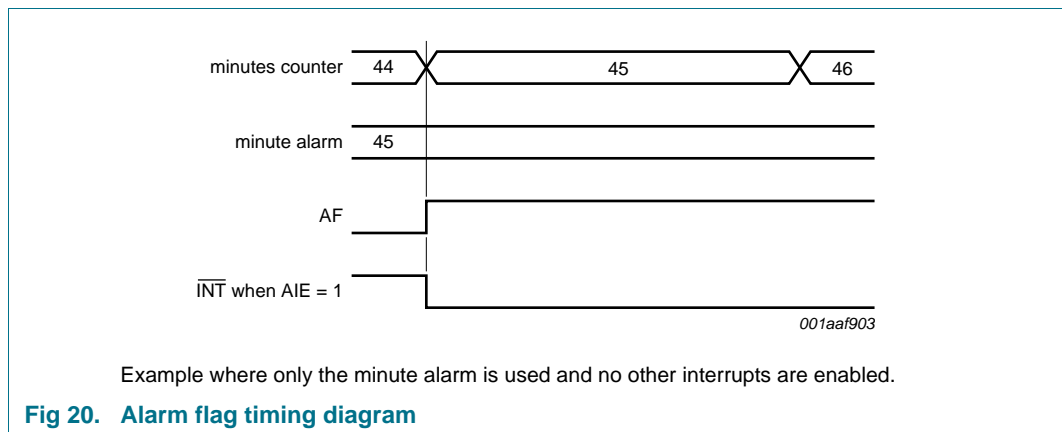 minutes counter 44 45 46
minute alarm 45
AF
INT when AIE = 1
001aaf903
Example where only the minute alarm is used and no other interrupts are enabled.
Fig 20. Alarm flag timing diagram